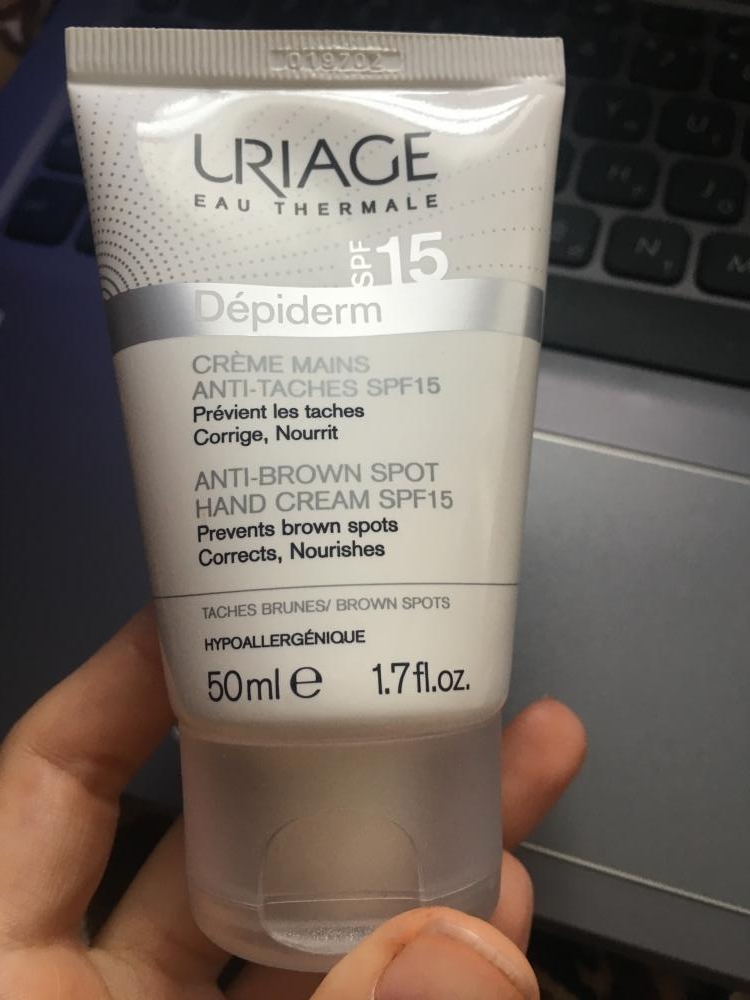 019702
URIAGE
EAU THERMALE
SPF 15
Dépiderm
CRÈME MAINS
ANTI-TACHES SPF15
Prévient les taches
Corrige, Nourrit
ANTI-BROWN SPOT
HAND CREAM SPF15
Prevents brown spots
Corrects, Nourishes
TACHES BRUNES/ BROWN SPOTS
HYPOALLERGÉNIQUE
50ml e 1.7fl.oz.
Y U
H J
N M